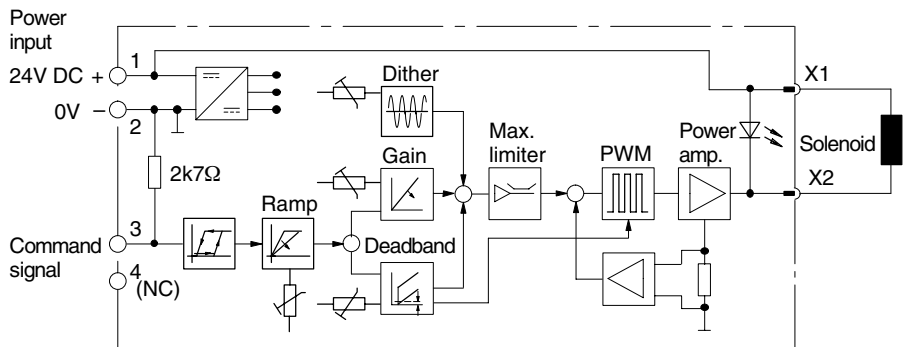 Power
input
1
24V DC +
0V −
2
2k7Ω
3
Command
signal
4
(NC)
Ramp
Dither
Gain
Deadband
Max.
limiter
PWM
Power
amp.
X1
Solenoid
X2